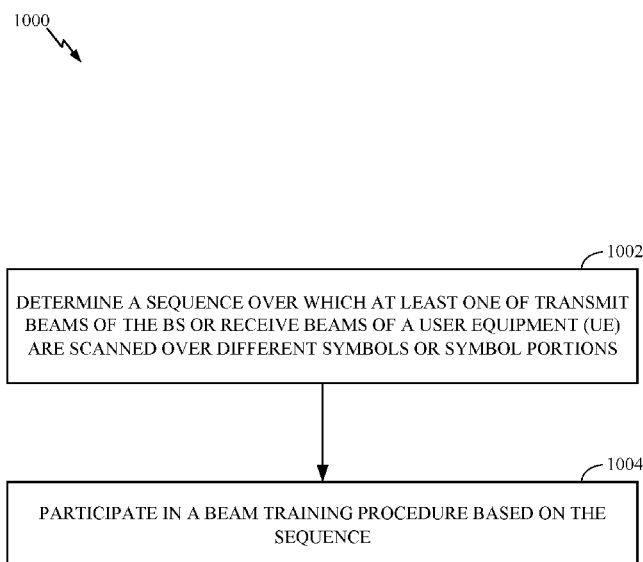 1000
1002
DETERMINE A SEQUENCE OVER WHICH AT LEAST ONE OF TRANSMIT
BEAMS OF THE BS OR RECEIVE BEAMS OF A USER EQUIPMENT (UE)
ARE SCANNED OVER DIFFERENT SYMBOLS OR SYMBOL PORTIONS
1004
PARTICIPATE IN A BEAM TRAINING PROCEDURE BASED ON THE
SEQUENCE